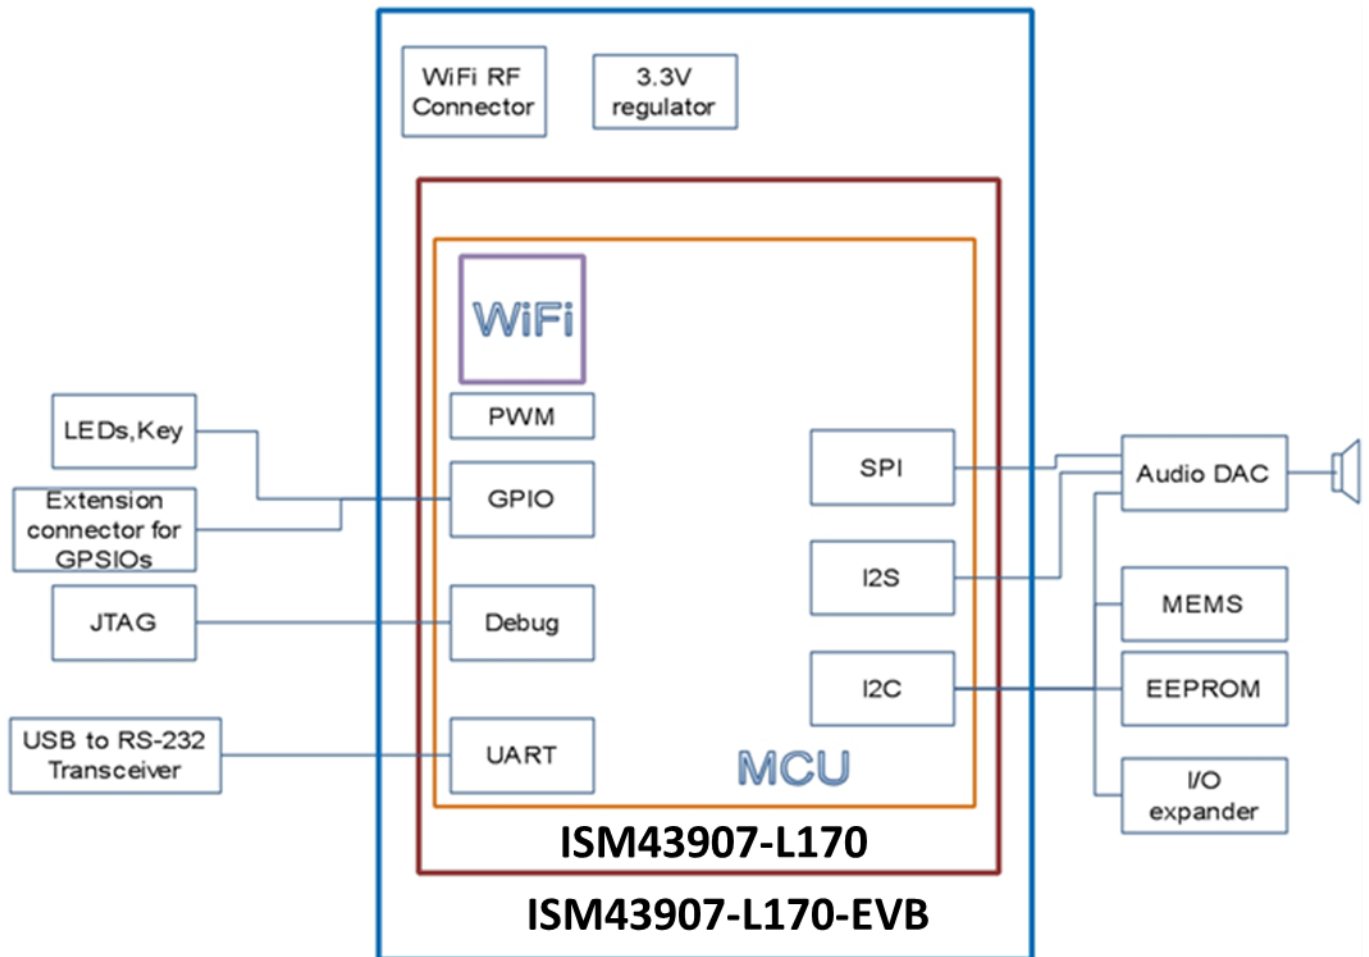 WiFi RF
Connector
3.3V
regulator
WiFi
PWM
LEDs,Key
GPIO
Extension
connector for
GPSIOs
JTAG
Debug
USB to RS-232
Transceiver
UART
SPI
I2S
I2C
MCU
Audio DAC
MEMS
EEPROM
I/O
expander
ISM43907-L170
ISM43907-L170-EVB